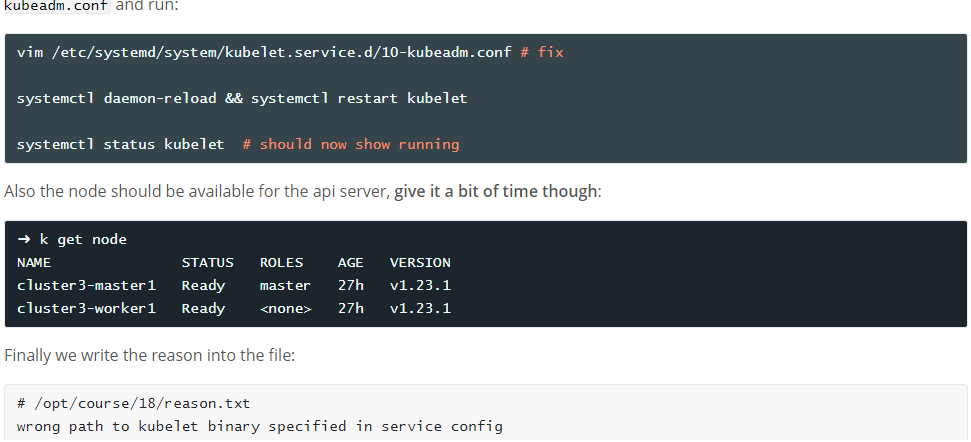 kubeadm.conf and run:
vim /etc/systemd/system/kubelet.service.d/10-kubeadm.conf # fix
systemctl daemon-reload && systemctl restart kubelet
systemctl status kubelet  # should now show running
Also the node should be available for the api server, give it a bit of time though:
➜ k get node
NAME               STATUS   ROLES    AGE   VERSION
cluster3-master1   Ready    master   27h   v1.23.1
cluster3-worker1   Ready    <none>   27h   v1.23.1
Finally we write the reason into the file:
# /opt/course/18/reason.txt
wrong path to kubelet binary specified in service config